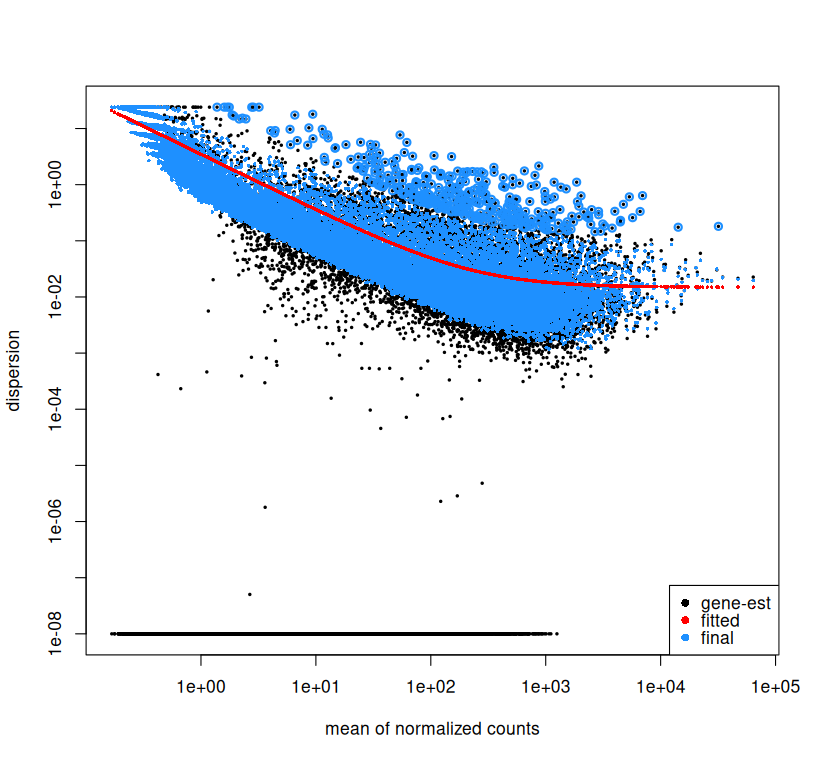 dispersion
1e+00
1e-02
1e-04
1e-06
1e-08
gene-est
fitted
final
1e+00 1e+01 1e+02 1e+03 1e+04 1e+05
mean of normalized counts